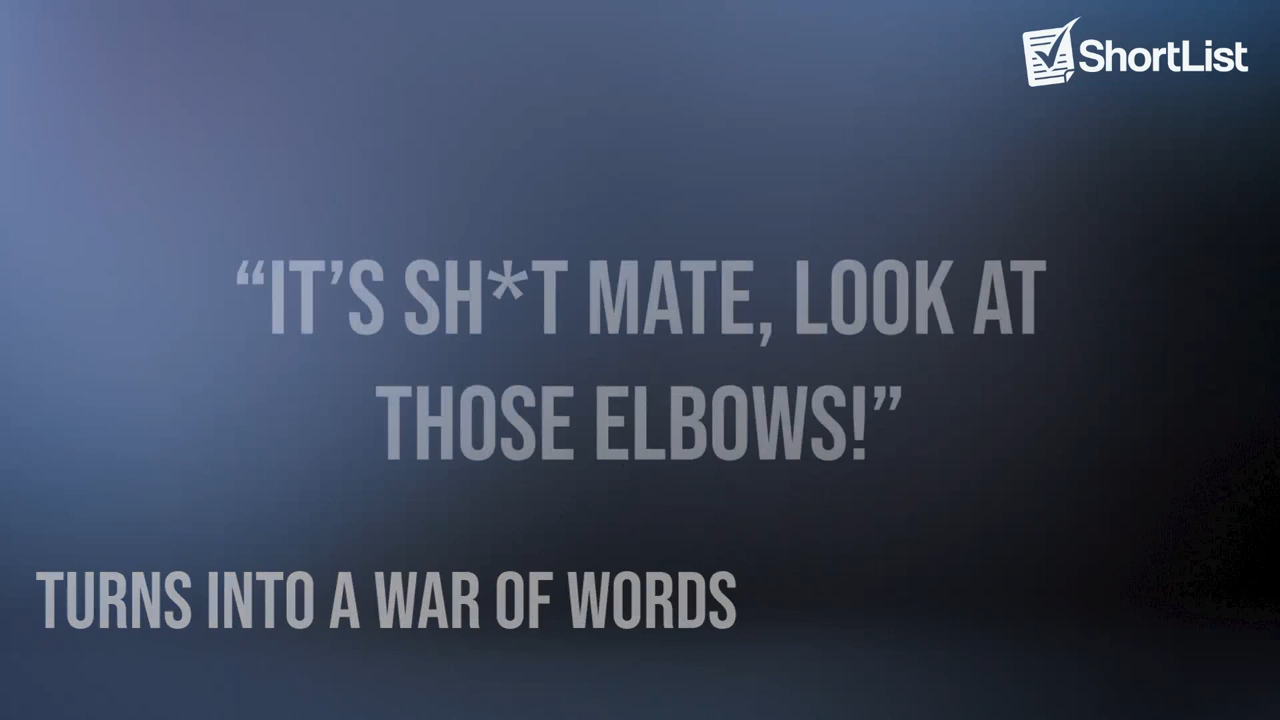 ShortList
“IT’S SH*T MATE, LOOK AT
THOSE ELBOWS!”
TURNS INTO A WAR OF WORDS